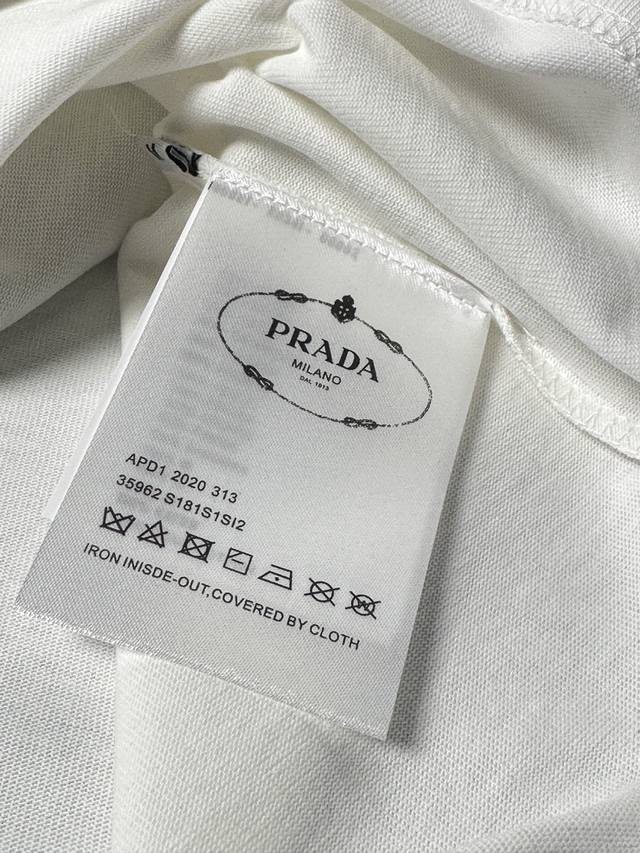 PRADA
MILANO
DAL 1913
APD1 2020 313
35962 S181S1SI2
IRON INISDE-OUT,COVERED BY CLOTH